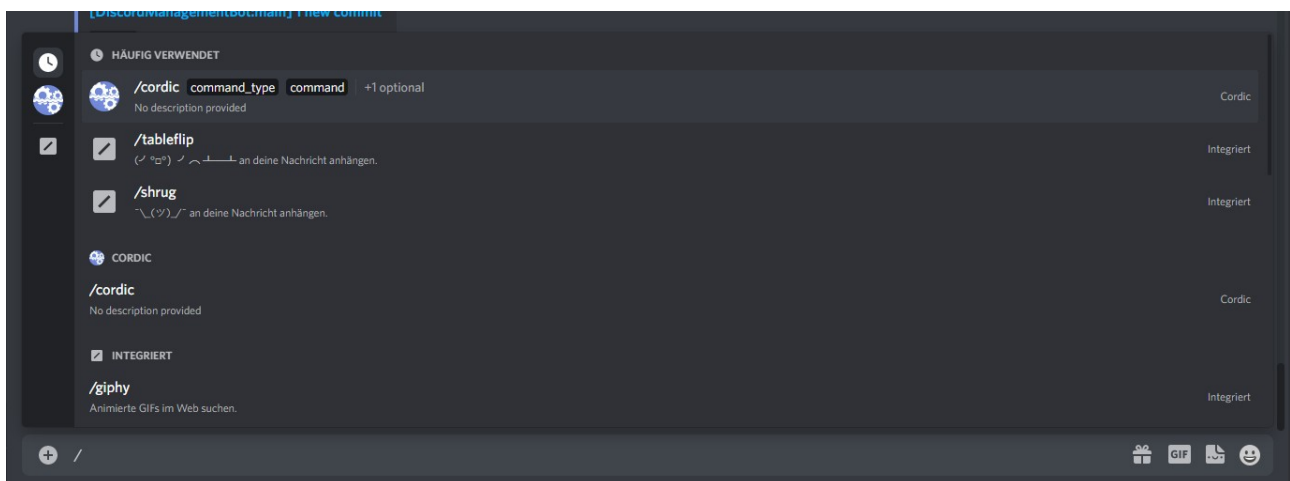 [DiscordManagementBot:main] 1 new commit
HÄUFIG VERWENDET
/cordic command_type command +1 optional
No description provided
Cordic
/tableflip
(╯°□°)╯︵ ┻━┻ an deine Nachricht anhängen.
Integriert
/shrug
¯\_(ツ)_/¯ an deine Nachricht anhängen.
Integriert
CORDIC
/cordic
No description provided
Cordic
INTEGRIERT
/giphy
Animierte GIFs im Web suchen.
Integriert
/
GIF